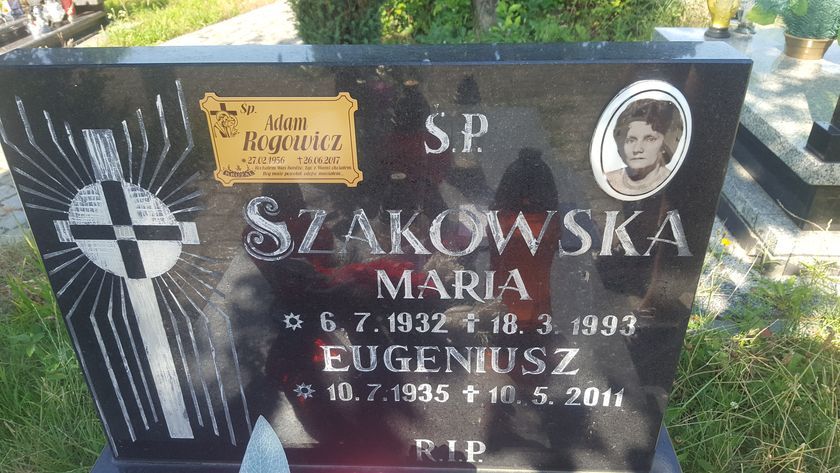 Śp.
Adam
Rogowicz
*27.02.1956 †26.06.2017
Ś.P.
SZAKOWSKA
MARIA
6.7.1932 † 18.3.1993
EUGENIUSZ
10.7.1935 † 10.5.2011
R.I.P.